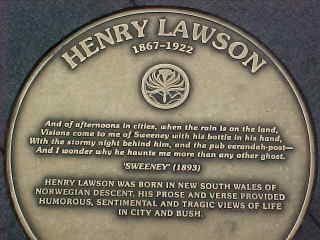 HENRY LAWSON
1867-1922
And of afternoons in cities, when the rain is on the land,
Visions come to me of Sweeney with his bottle in his hand,
With the stormy night behind him, and the pub verandah-post—
And I wonder why he haunts me more than any other ghost.
'SWEENEY' (1893)
HENRY LAWSON WAS BORN IN NEW SOUTH WALES OF
NORWEGIAN DESCENT. HIS PROSE AND VERSE PROVIDED
HUMOROUS, SENTIMENTAL AND TRAGIC VIEWS OF LIFE
IN CITY AND BUSH.